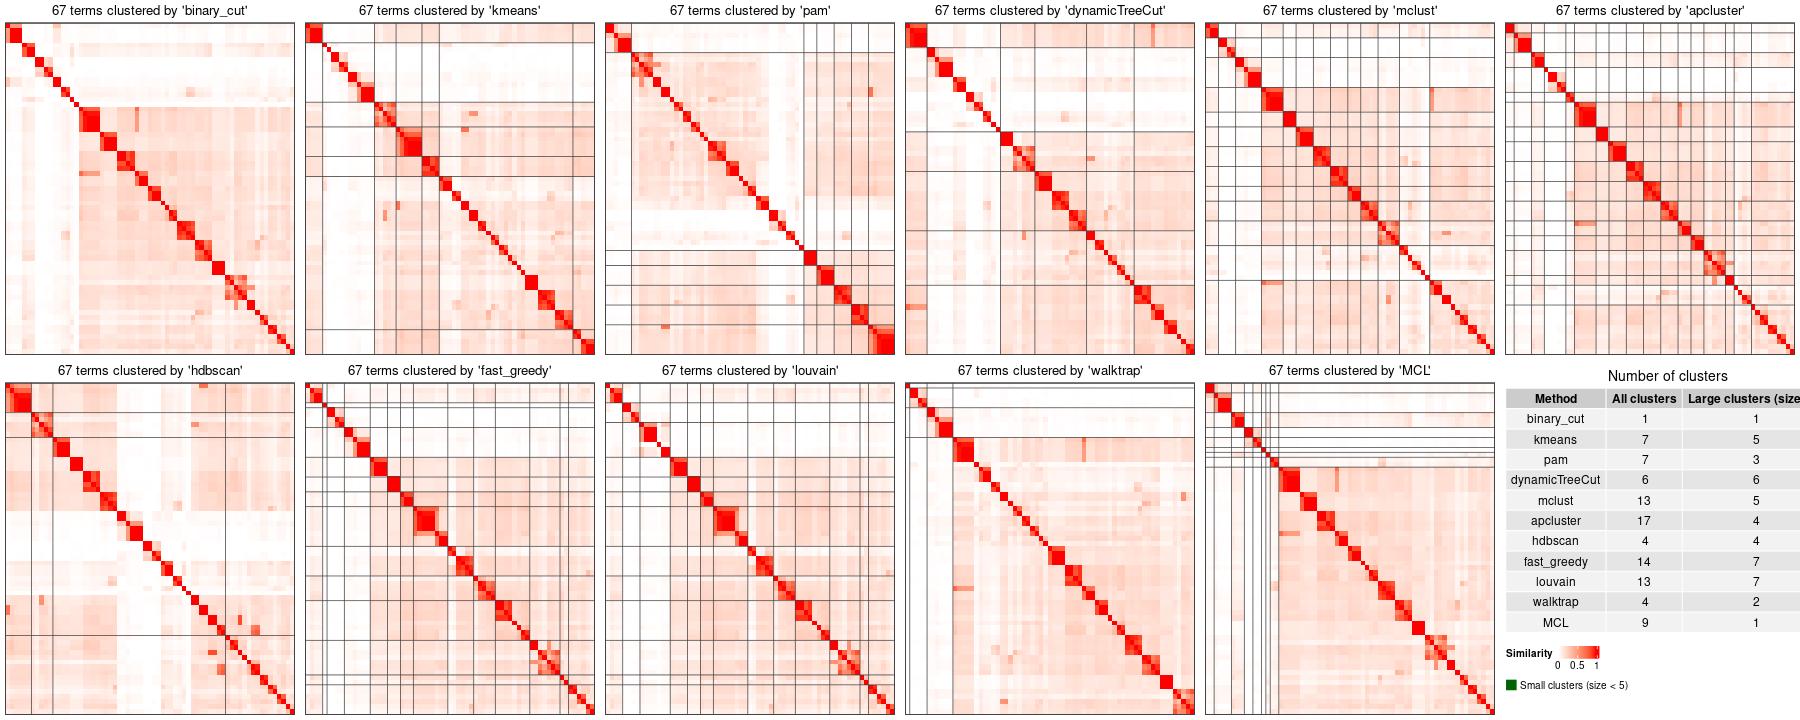 67 terms clustered by 'binary_cut'
67 terms clustered by 'kmeans'
67 terms clustered by 'pam'
67 terms clustered by 'dynamicTreeCut'
67 terms clustered by 'mclust'
67 terms clustered by 'apcluster'
67 terms clustered by 'hdbscan'
67 terms clustered by 'fast_greedy'
67 terms clustered by 'louvain'
67 terms clustered by 'walktrap'
67 terms clustered by 'MCL'
Number of clusters
Method All clusters Large clusters (size
binary_cut 1 1
kmeans 7 5
pam 7 3
dynamicTreeCut 6 6
mclust 13 5
apcluster 17 4
hdbscan 4 4
fast_greedy 14 7
louvain 13 7
walktrap 4 2
MCL 9 1
Similarity
0 0.5 1
Small clusters (size < 5)